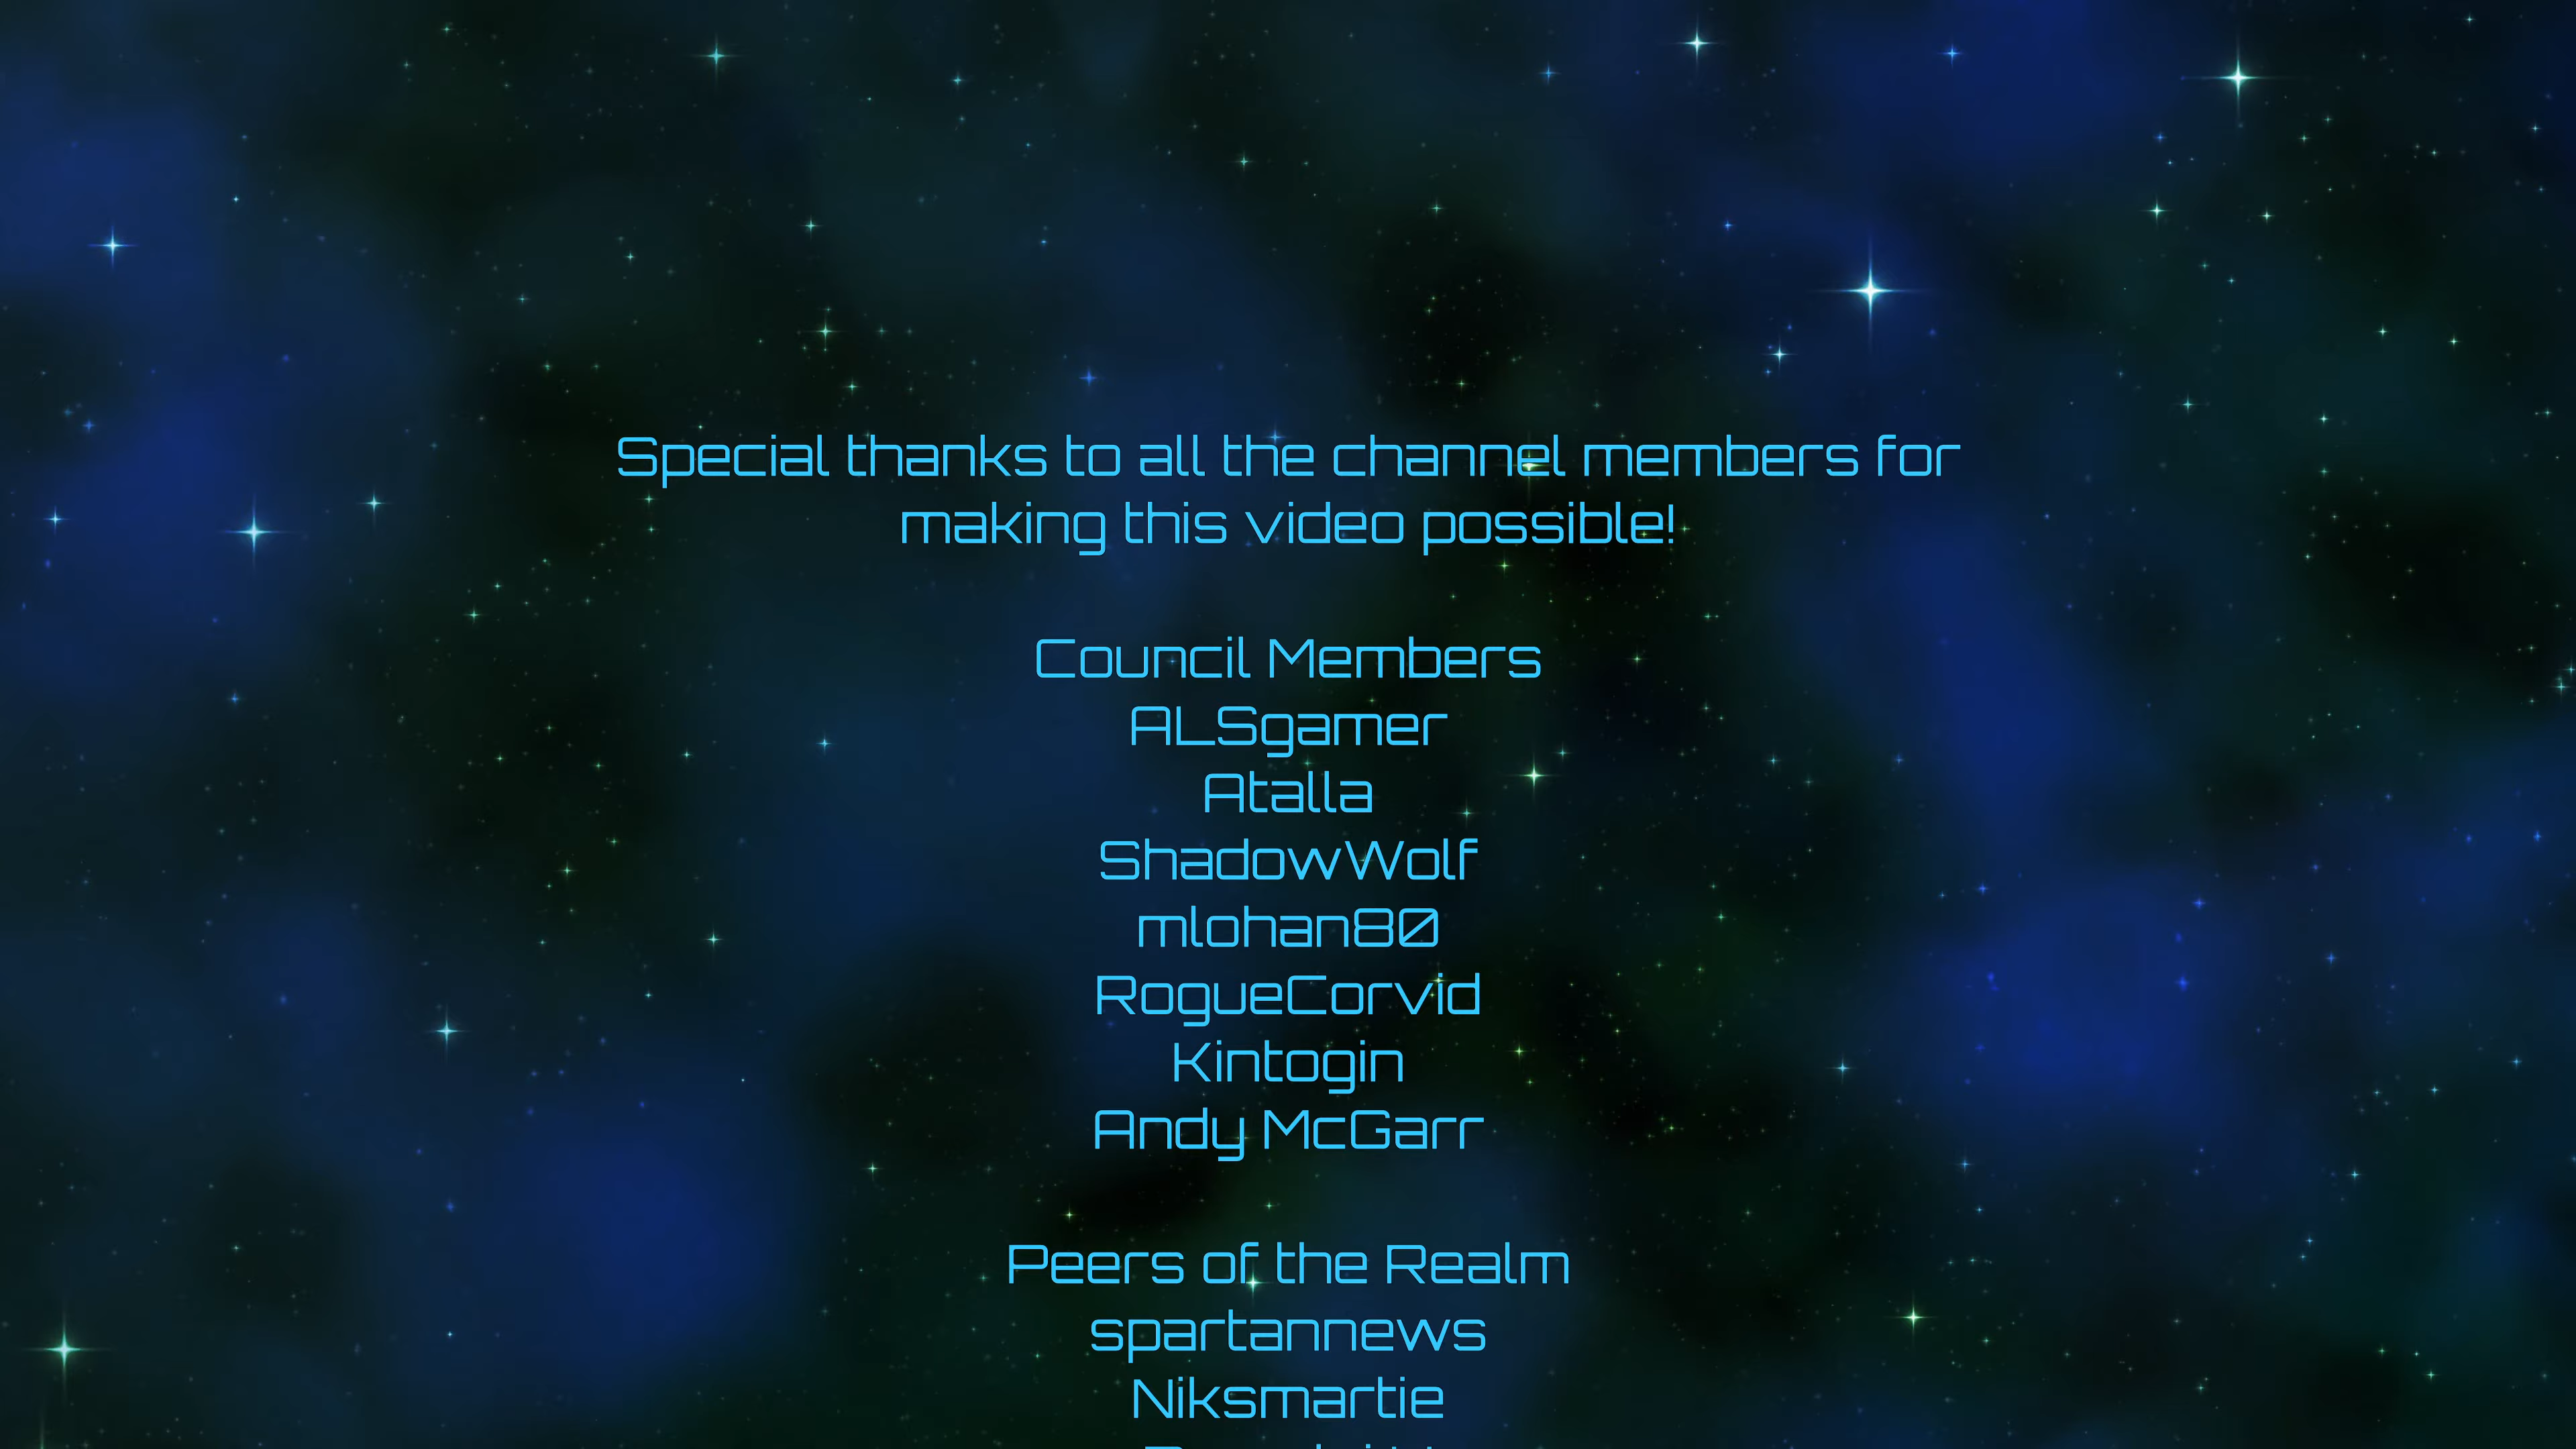 Special thanks to all the channel members for
making this video possible!
Council Members
ALSgamer
Atalla
ShadowWolf
mlohan80
RogueCorvid
Kintogin
Andy McGarr
Peers of the Realm
spartannews
Niksmartie